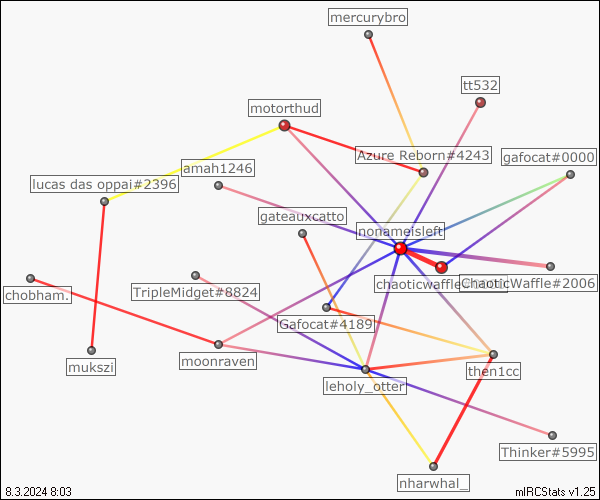 mercurybro
tt532
motorthud
Azure Reborn#4243
gafocat#0000
amah1246
lucas das oppai#2396
gateauxcatto
nonameisleft
chaoticwaffle
ChaoticWaffle#2006
chobham.
TripleMidget#8824
Gafocat#4189
mukszi
moonraven
then1cc
leholy_otter
Thinker#5995
nharwhal_
8.3.2024 8:03
mIRCStats v1.25